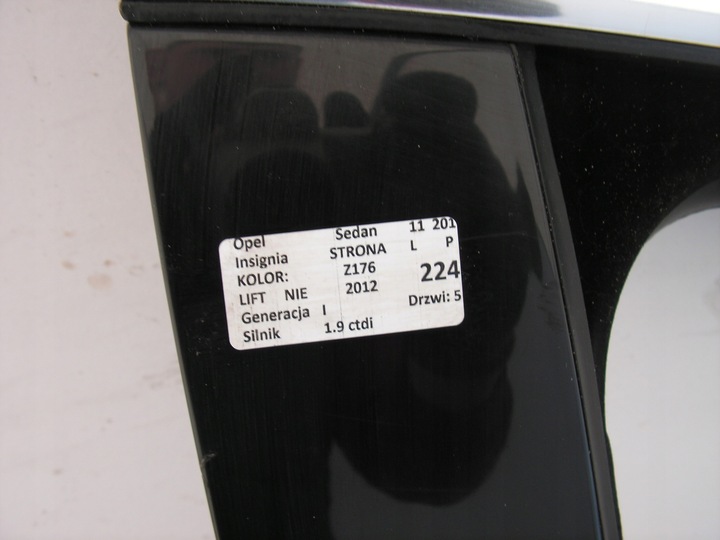 Opel Sedan 11 201
Insignia STRONA L P
KOLOR: Z176 224
LIFT NIE 2012
Generacja I Drzwi: 5
Silnik 1.9 ctdi